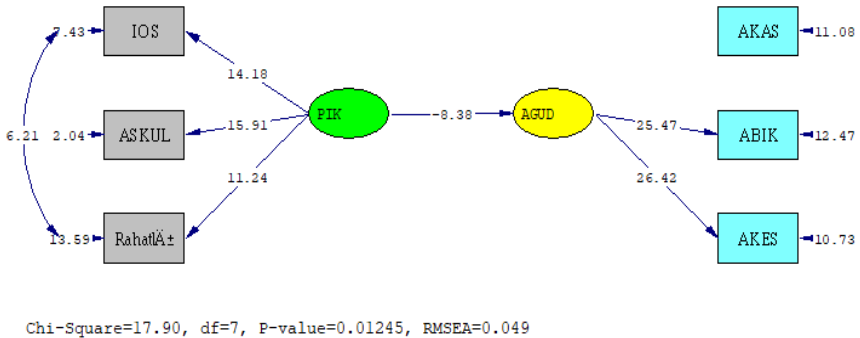 7.43 IOS AKAS 11.08
14.18
PIK -8.38 AGUD
6.21 2.04 ASKUL 15.91 25.47 ABIK 12.47
11.24 26.42
13.59 RahatlÄ± AKES 10.73
Chi-Square=17.90, df=7, P-value=0.01245, RMSEA=0.049